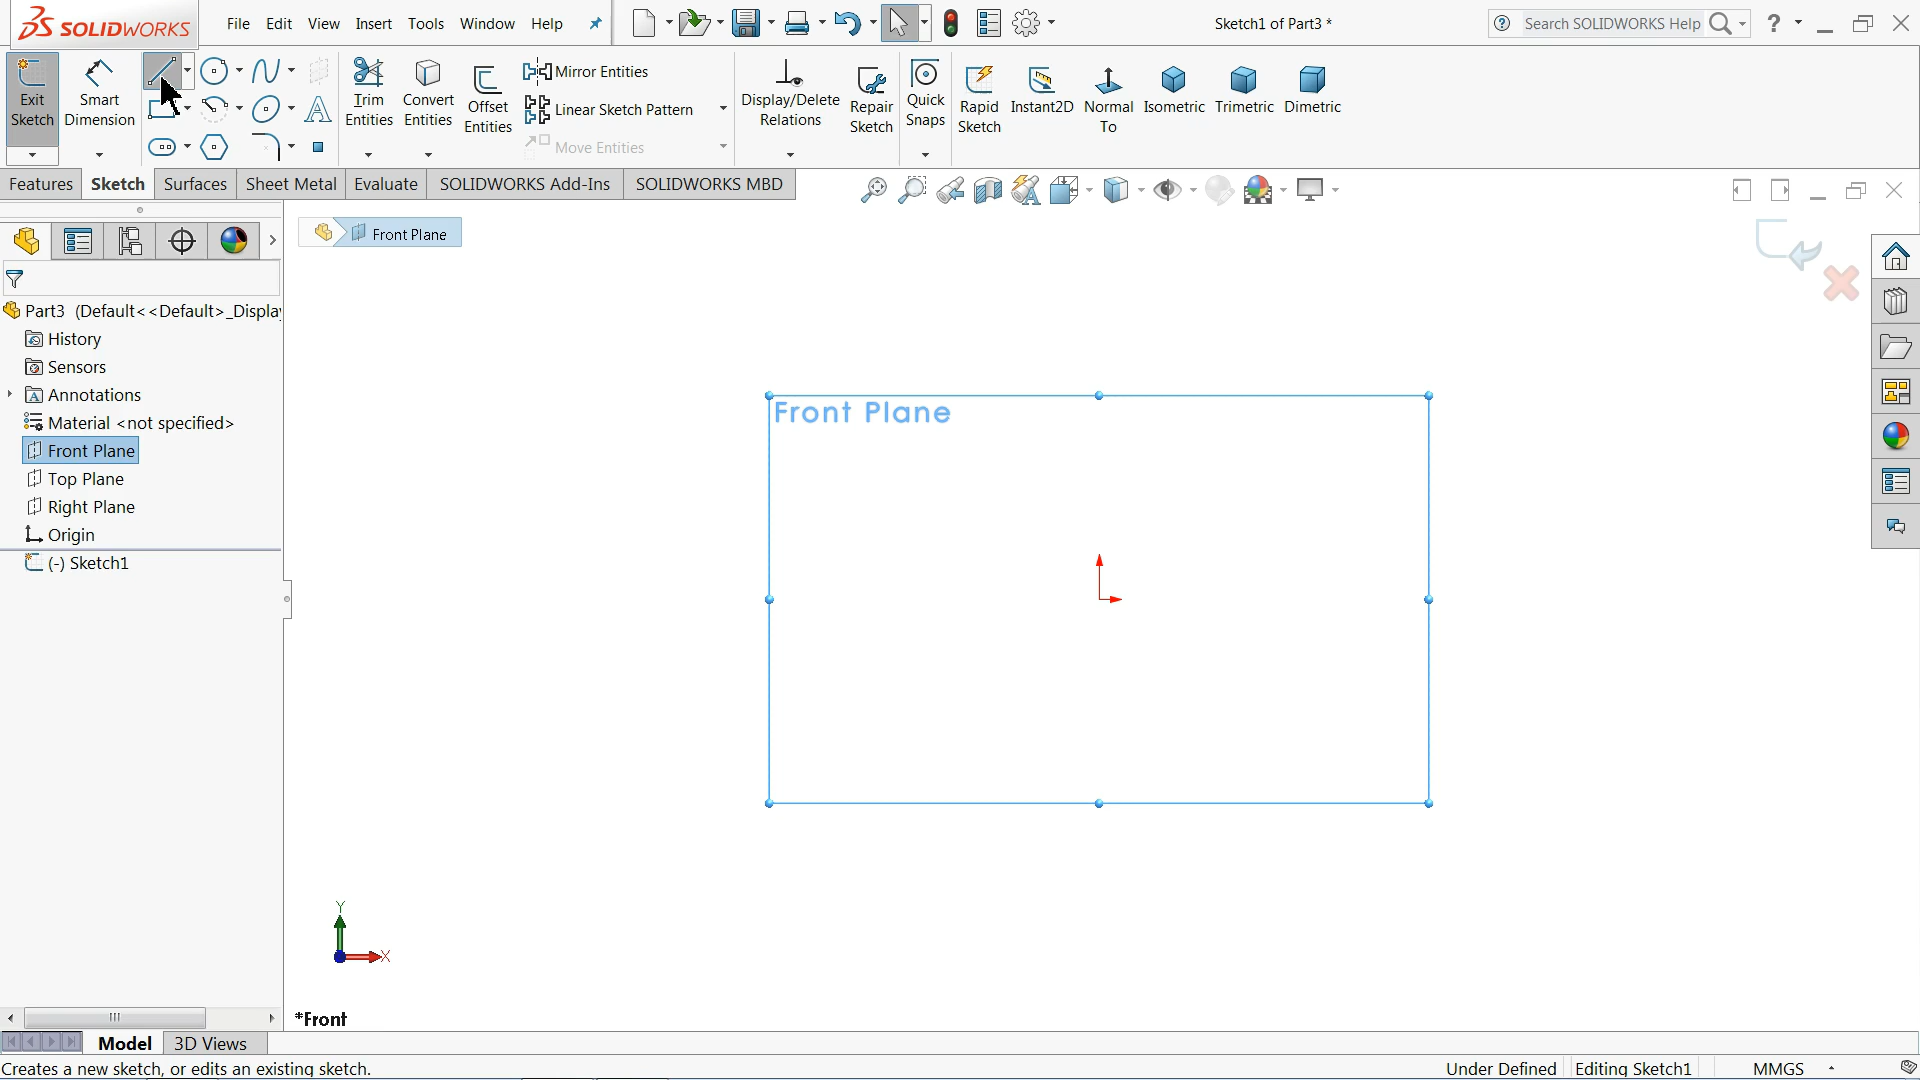 SOLIDWORKS
File Edit View Insert Tools Window Help
Sketch1 of Part3 *
Search SOLIDWORKS Help
Exit Sketch
Smart Dimension
Trim Entities
Convert Entities
Offset Entities
Mirror Entities
Linear Sketch Pattern
Move Entities
Display/Delete Relations
Repair Sketch
Quick Snaps
Rapid Sketch
Instant2D
Normal To
Isometric
Trimetric
Dimetric
Features Sketch Surfaces Sheet Metal Evaluate SOLIDWORKS Add-Ins SOLIDWORKS MBD
Front Plane
Part3 (Default<<Default>_Displa
History
Sensors
Annotations
Material <not specified>
Front Plane
Top Plane
Right Plane
Origin
(-) Sketch1
Front Plane
Y
X
*Front
Model 3D Views
Creates a new sketch, or edits an existing sketch.
Under Defined Editing Sketch1 MMGS